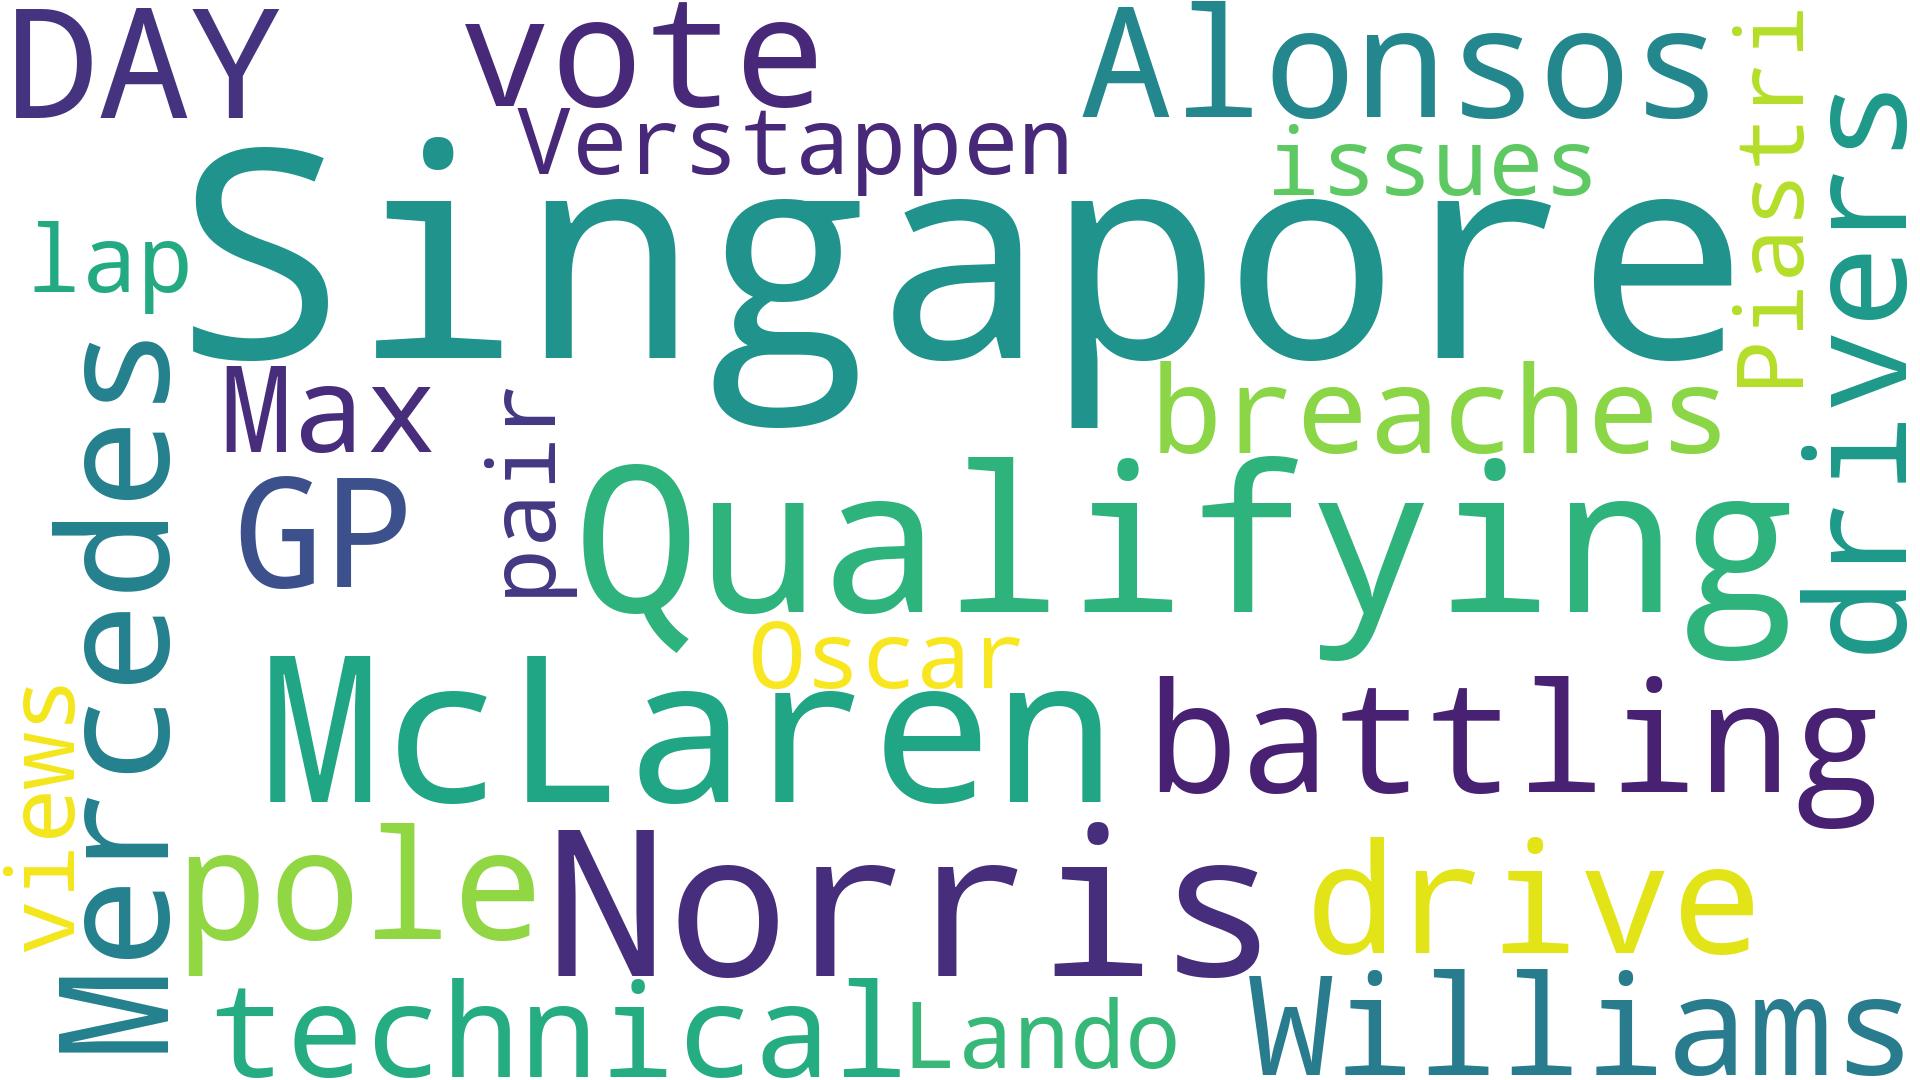 DAY
vote
Alonsos
Piastri
drivers
Verstappen
issues
Singapore
lap
Mercedes
Max
breaches
pair
GP
Qualifying
Oscar
McLaren
battling
views
pole
Norris
drive
technical
Lando
Williams